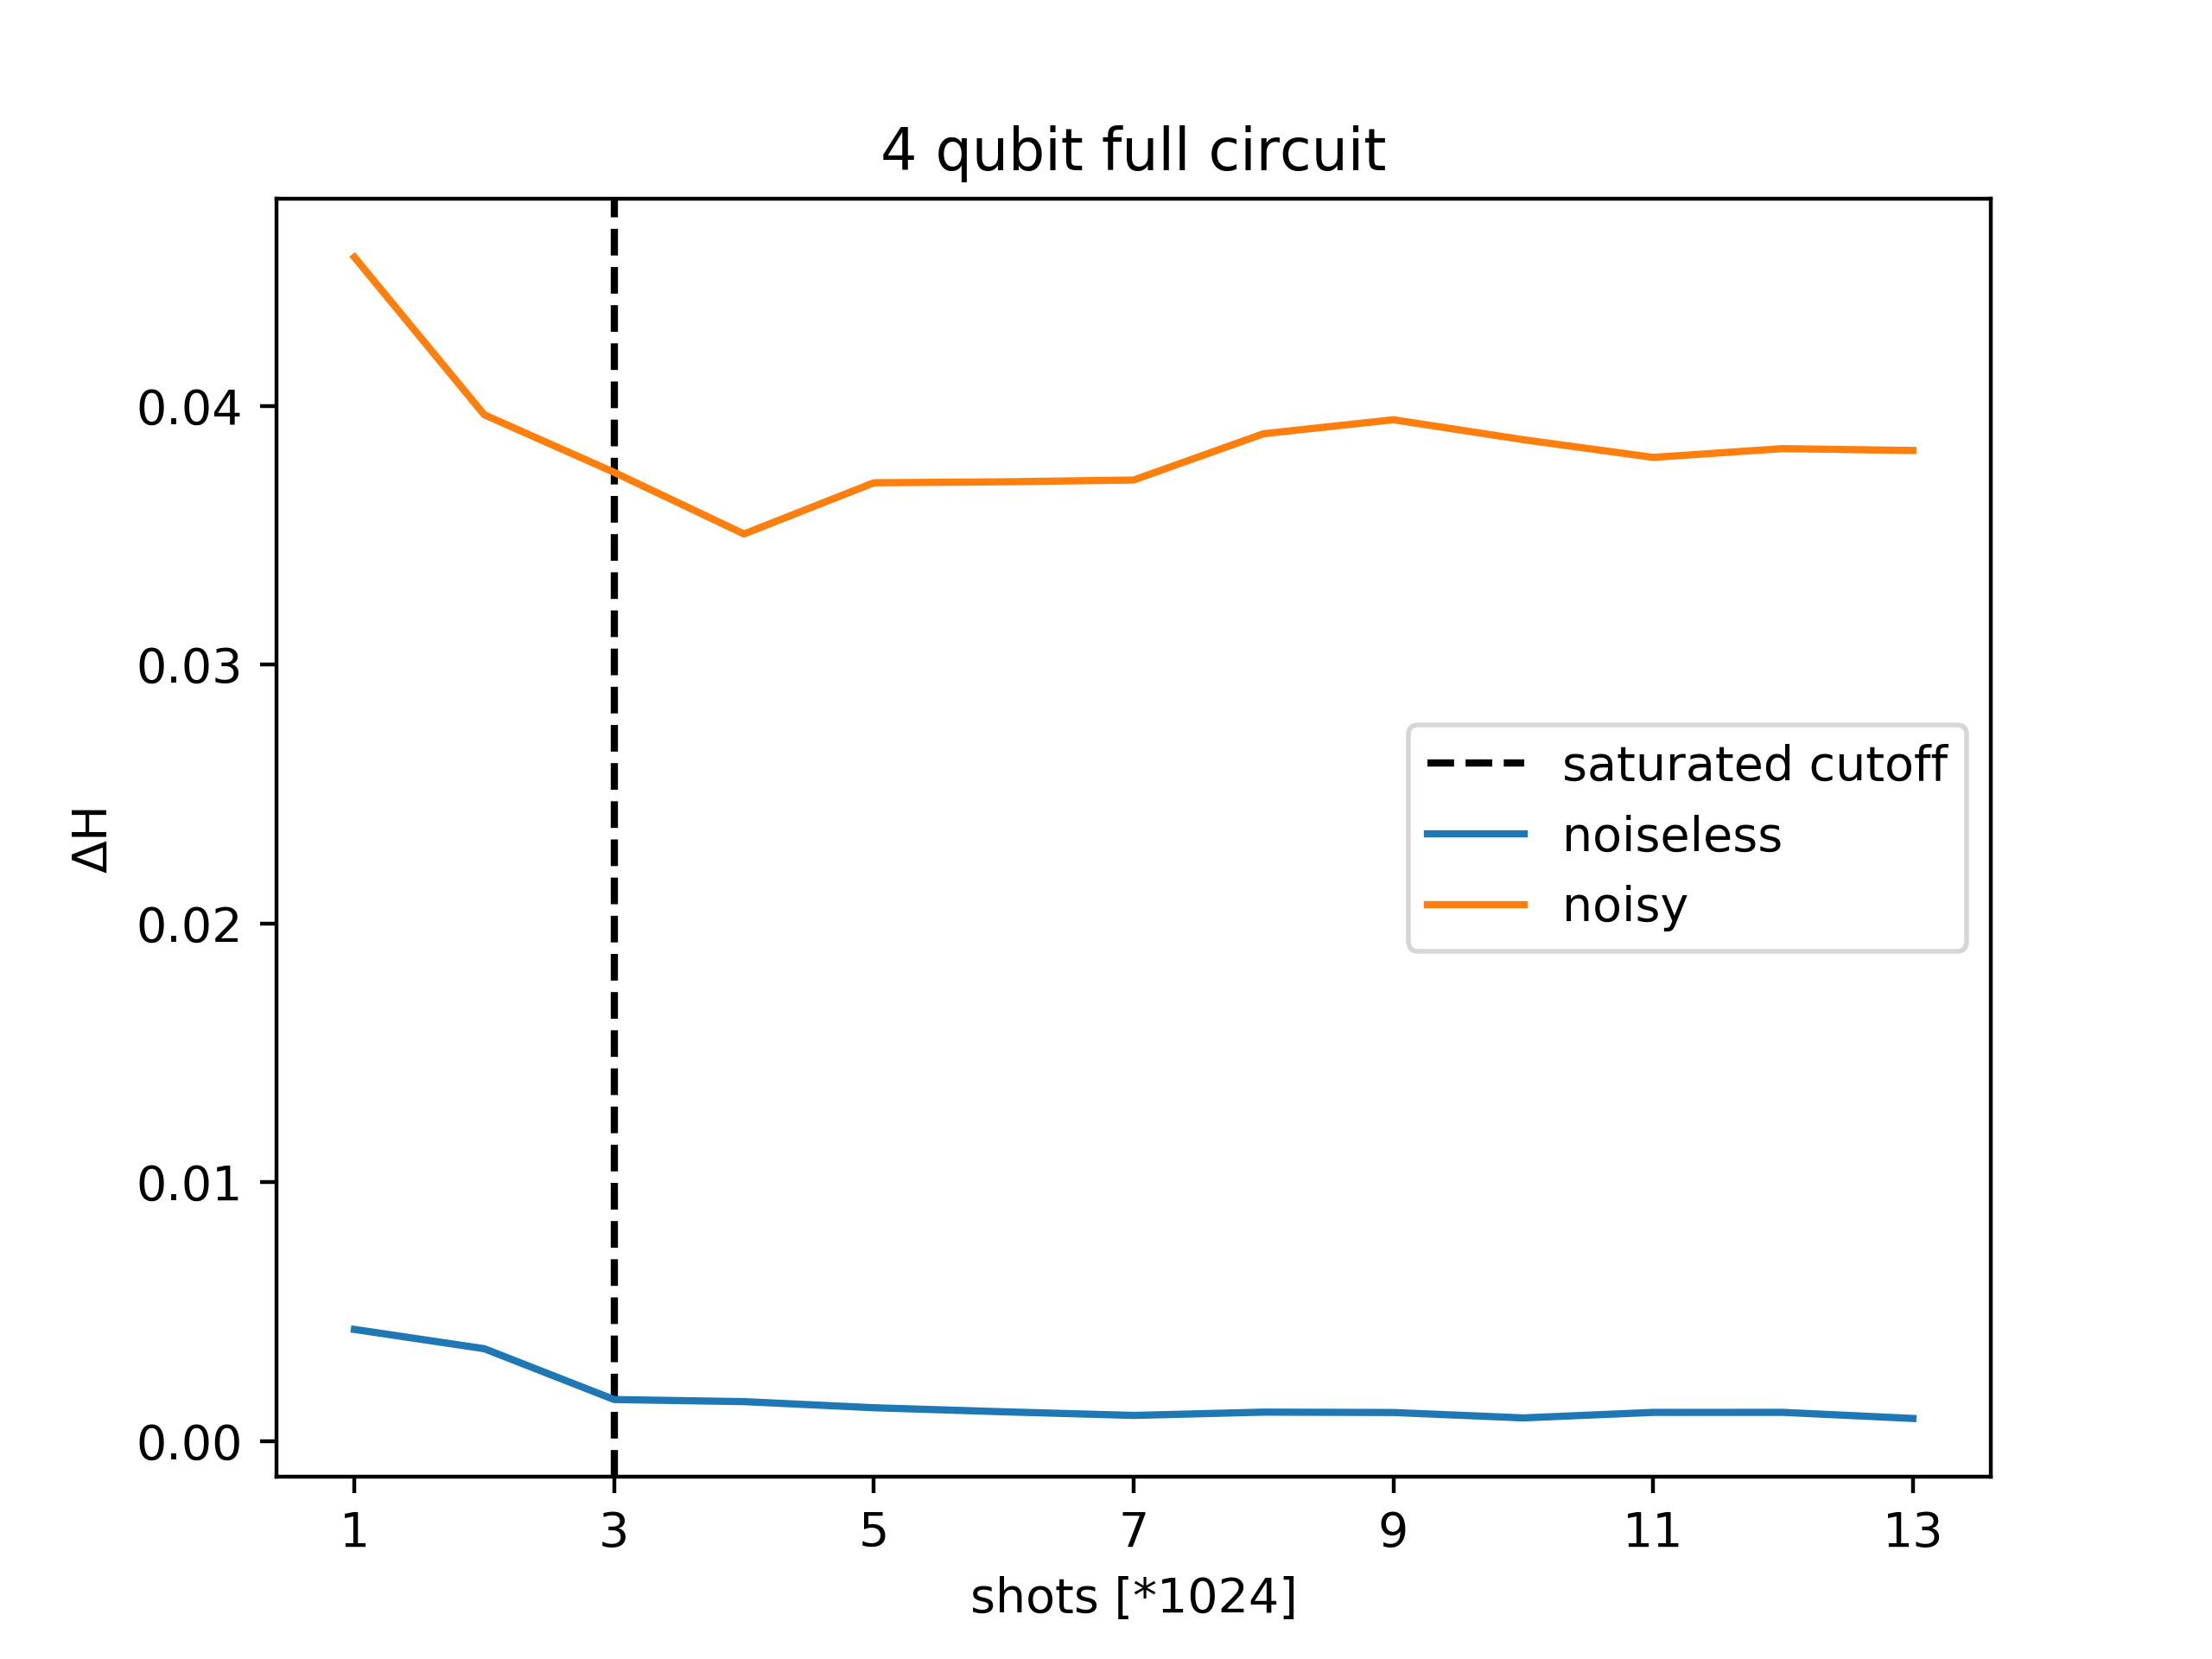 4 qubit full circuit
0.04
0.03
0.02
0.01
0.00
ΔH
saturated cutoff
noiseless
noisy
1 3 5 7 9 11 13
shots [*1024]